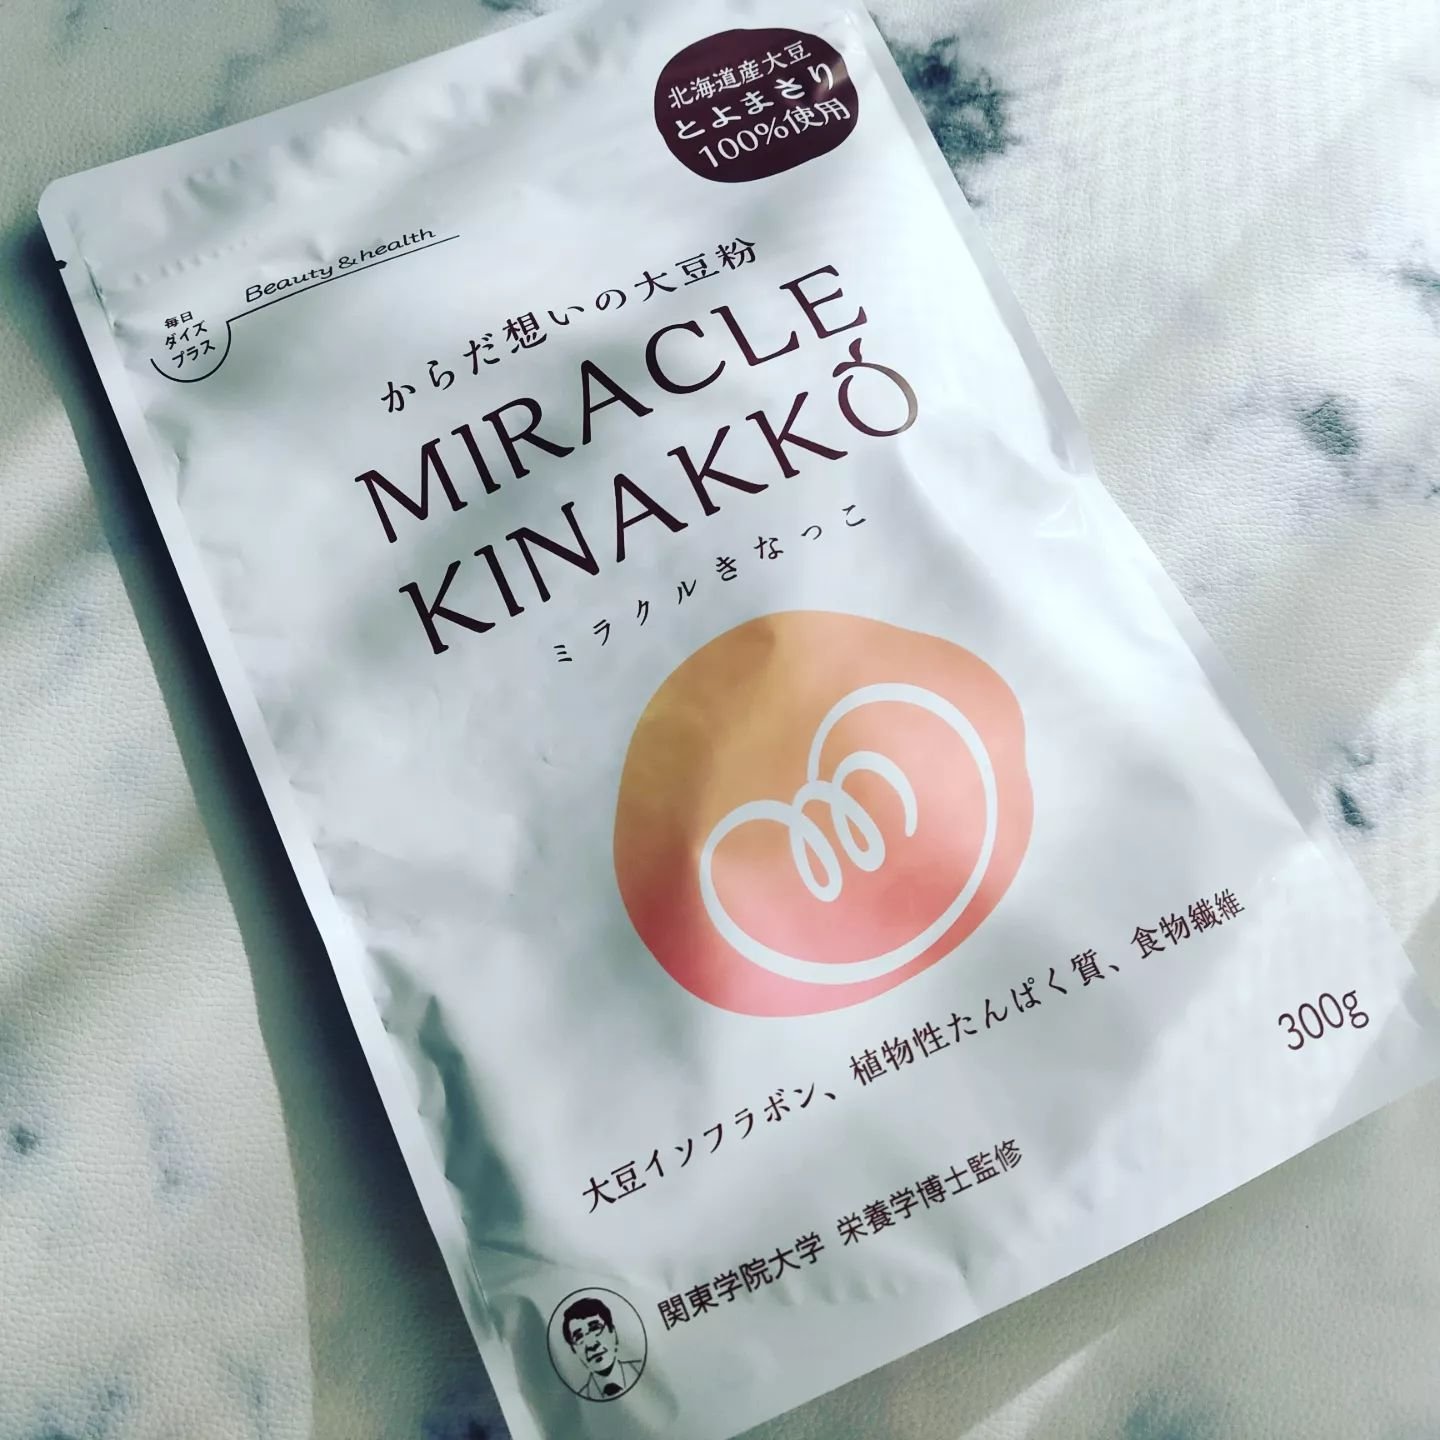 北海道産大豆
とよまさり
100%使用
Beauty & health
毎日
ダイズ
プラス
からだ想いの大豆粉
MIRACLE
KINAKKO
ミラクルきなっこ
大豆イソフラボン、植物性たんぱく質、食物繊維
300g
関東学院大学 栄養学博士監修